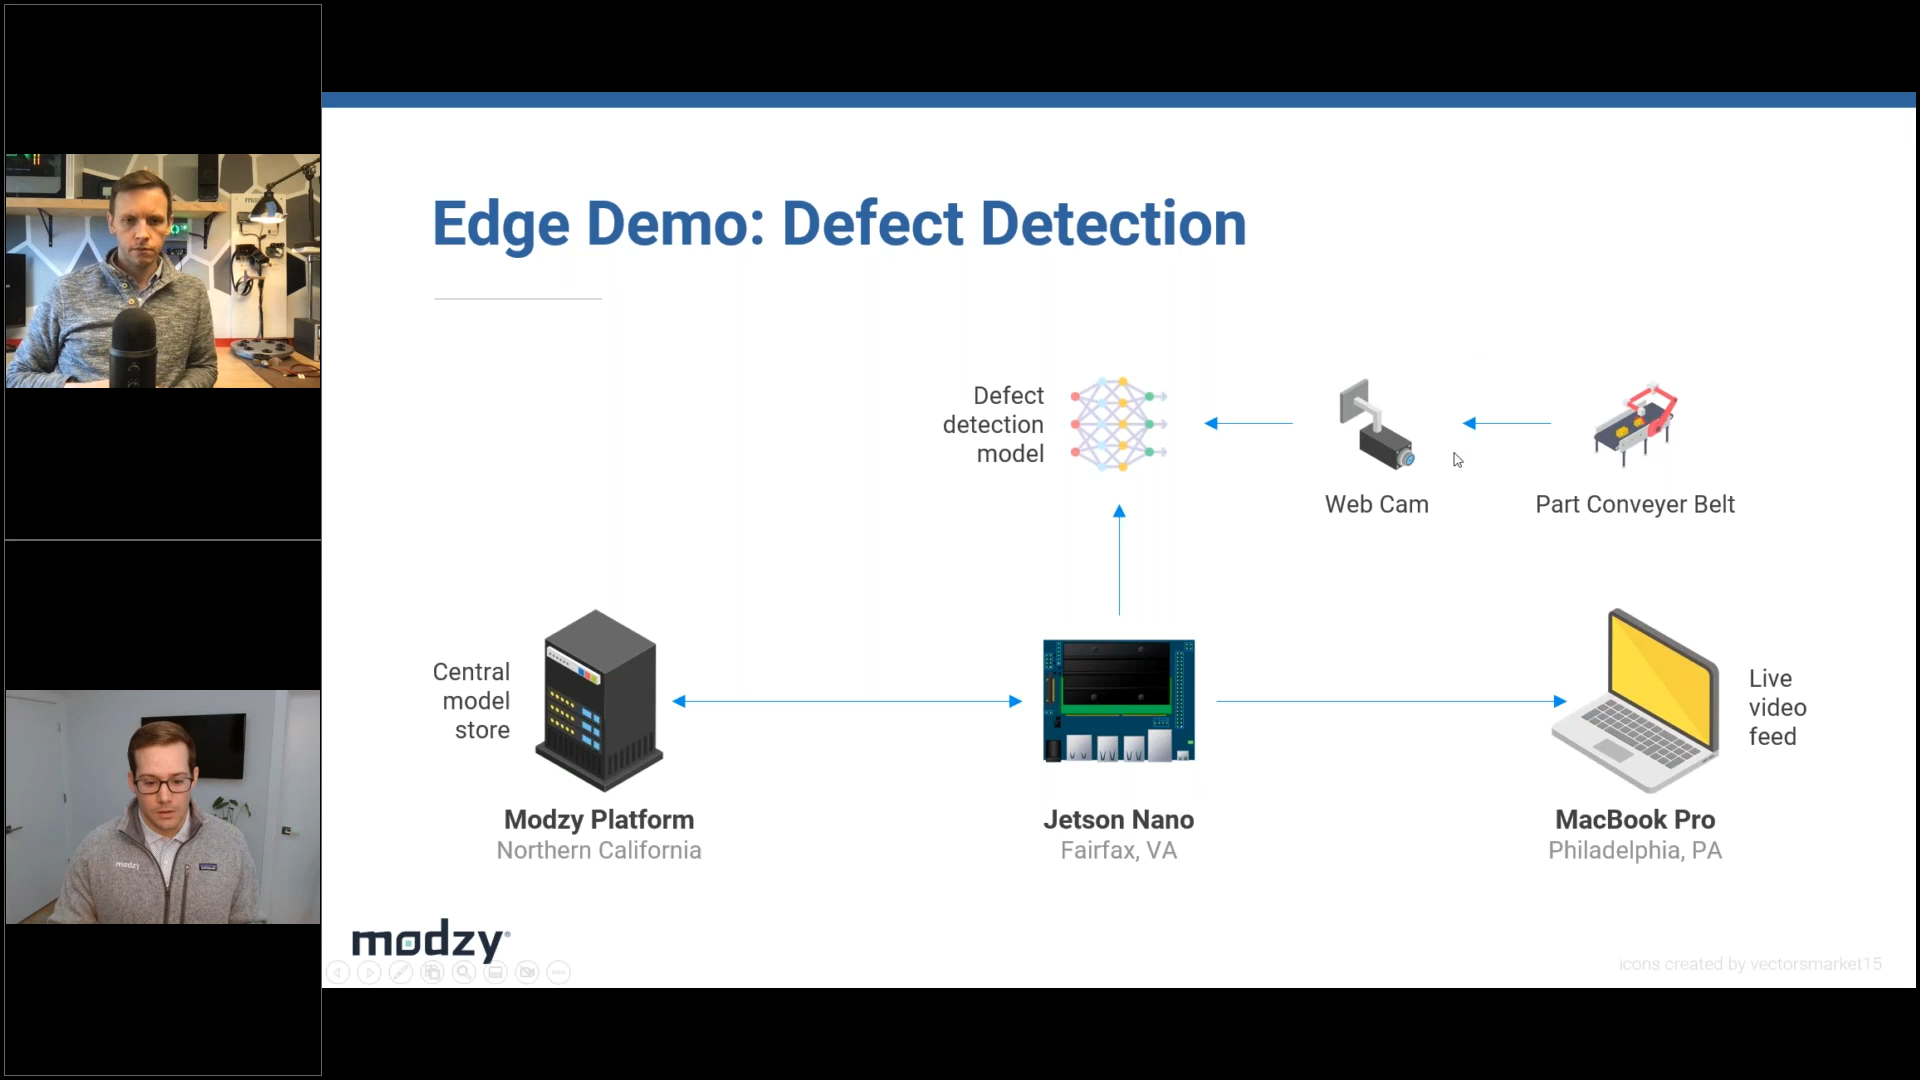 Edge Demo: Defect Detection
Defect
detection
model
Web Cam
Part Conveyer Belt
Central
model
store
Live
video
feed
Modzy Platform
Northern California
Jetson Nano
Fairfax, VA
MacBook Pro
Philadelphia, PA
modzy®
icons created by vectorsmarket15
modzy